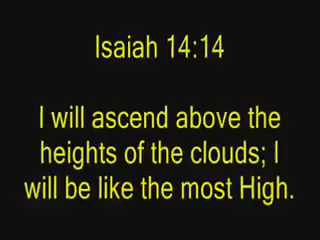 Isaiah 14:14
I will ascend above the
heights of the clouds; I
will be like the most High.